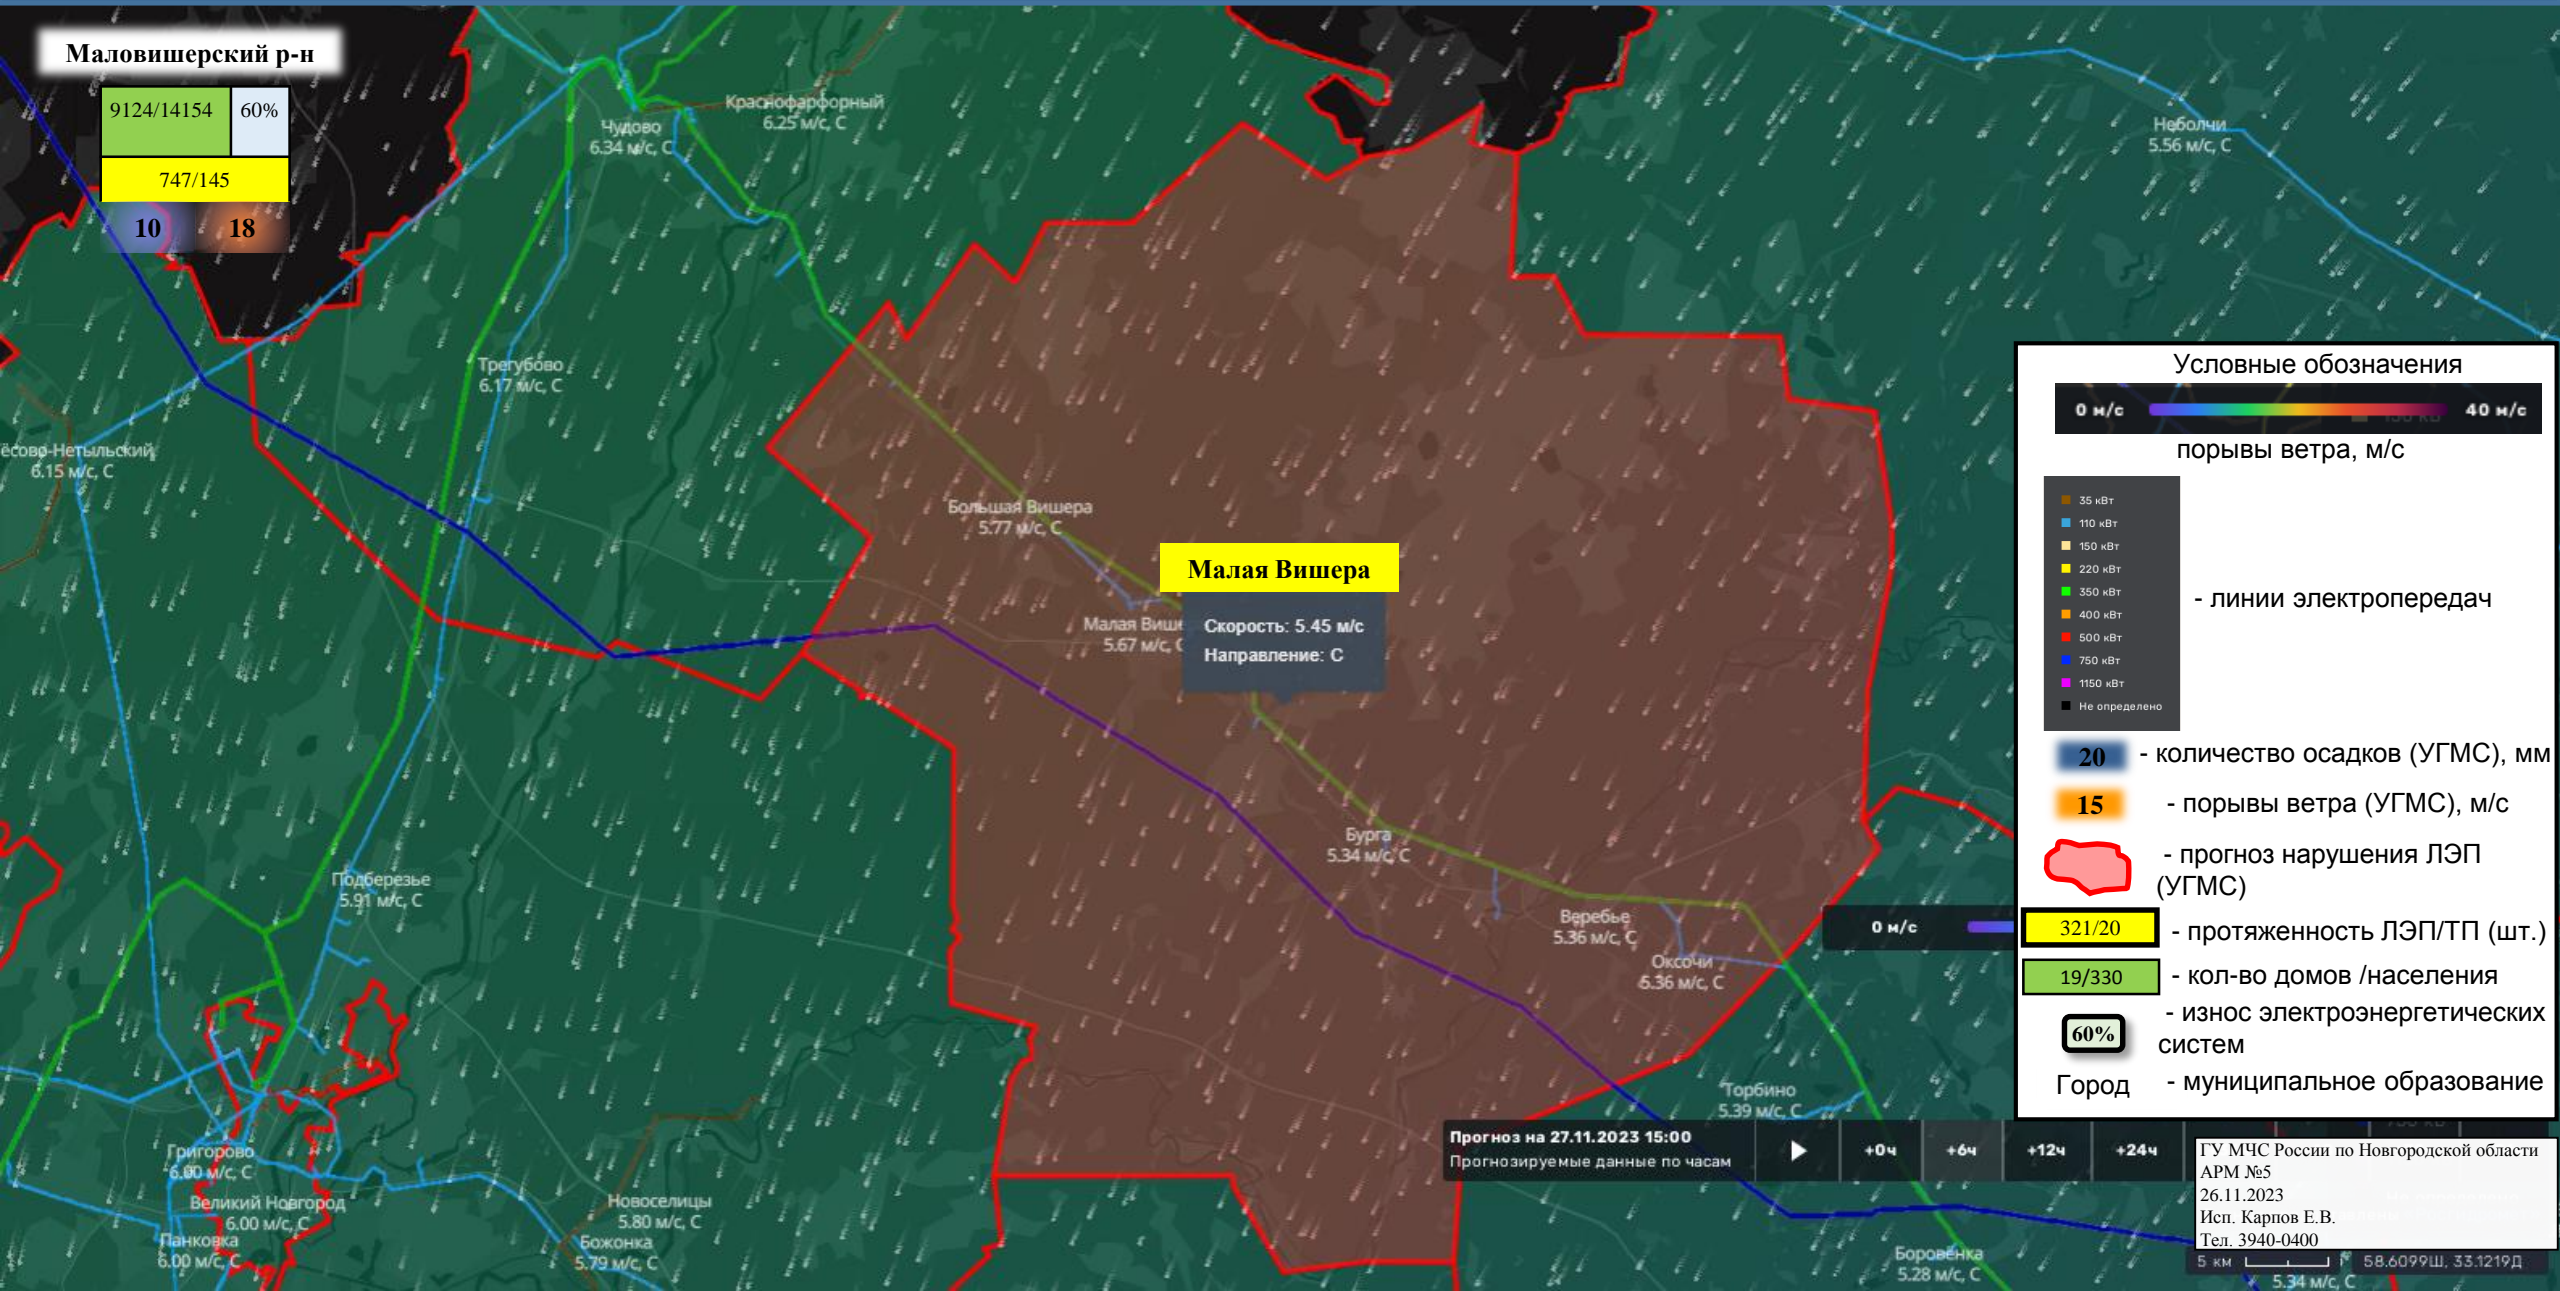 Маловишерский р-н
9124/14154 60%
747/145
10 18
Чудово
6.34 м/с, С
Краснофарфорный
6.25 м/с, С
Неболчи
5.56 м/с, С
Трегубово
6.17 м/с, С
6.15 м/с, С
Большая Вишера
5.77 м/с, С
Малая Вишера
Малая Више
5.67 м/с, С
Скорость: 5.45 м/с
Направление: С
Бурга
5.34 м/с, С
Подберезье
5.91 м/с, С
Веребье
5.36 м/с, С
Оксочи
5.36 м/с, С
0 м/с
Торбино
5.39 м/с, С
Григорово
6.00 м/с, С
Великий Новгород
6.00 м/с, С
Панковка
6.00 м/с, С
Новоселицы
5.80 м/с, С
Божонка
5.79 м/с, С
Боровёнка
5.28 м/с, С
5.34 м/с, С
Прогноз на 27.11.2023 15:00
Прогнозируемые данные по часам
+0ч +6ч +12ч +24ч
Условные обозначения
0 м/с 40 м/с
порывы ветра, м/с
35 кВт
110 кВт
150 кВт
220 кВт
350 кВт
400 кВт
500 кВт
750 кВт
1150 кВт
Не определено
- линии электропередач
20 - количество осадков (УГМС), мм
15 - порывы ветра (УГМС), м/с
- прогноз нарушения ЛЭП
(УГМС)
321/20 - протяженность ЛЭП/ТП (шт.)
19/330 - кол-во домов /населения
60% - износ электроэнергетических
систем
Город - муниципальное образование
ГУ МЧС России по Новгородской области
АРМ №5
26.11.2023
Исп. Карпов Е.В.
Тел. 3940-0400
5 км 58.6099Ш, 33.1219Д